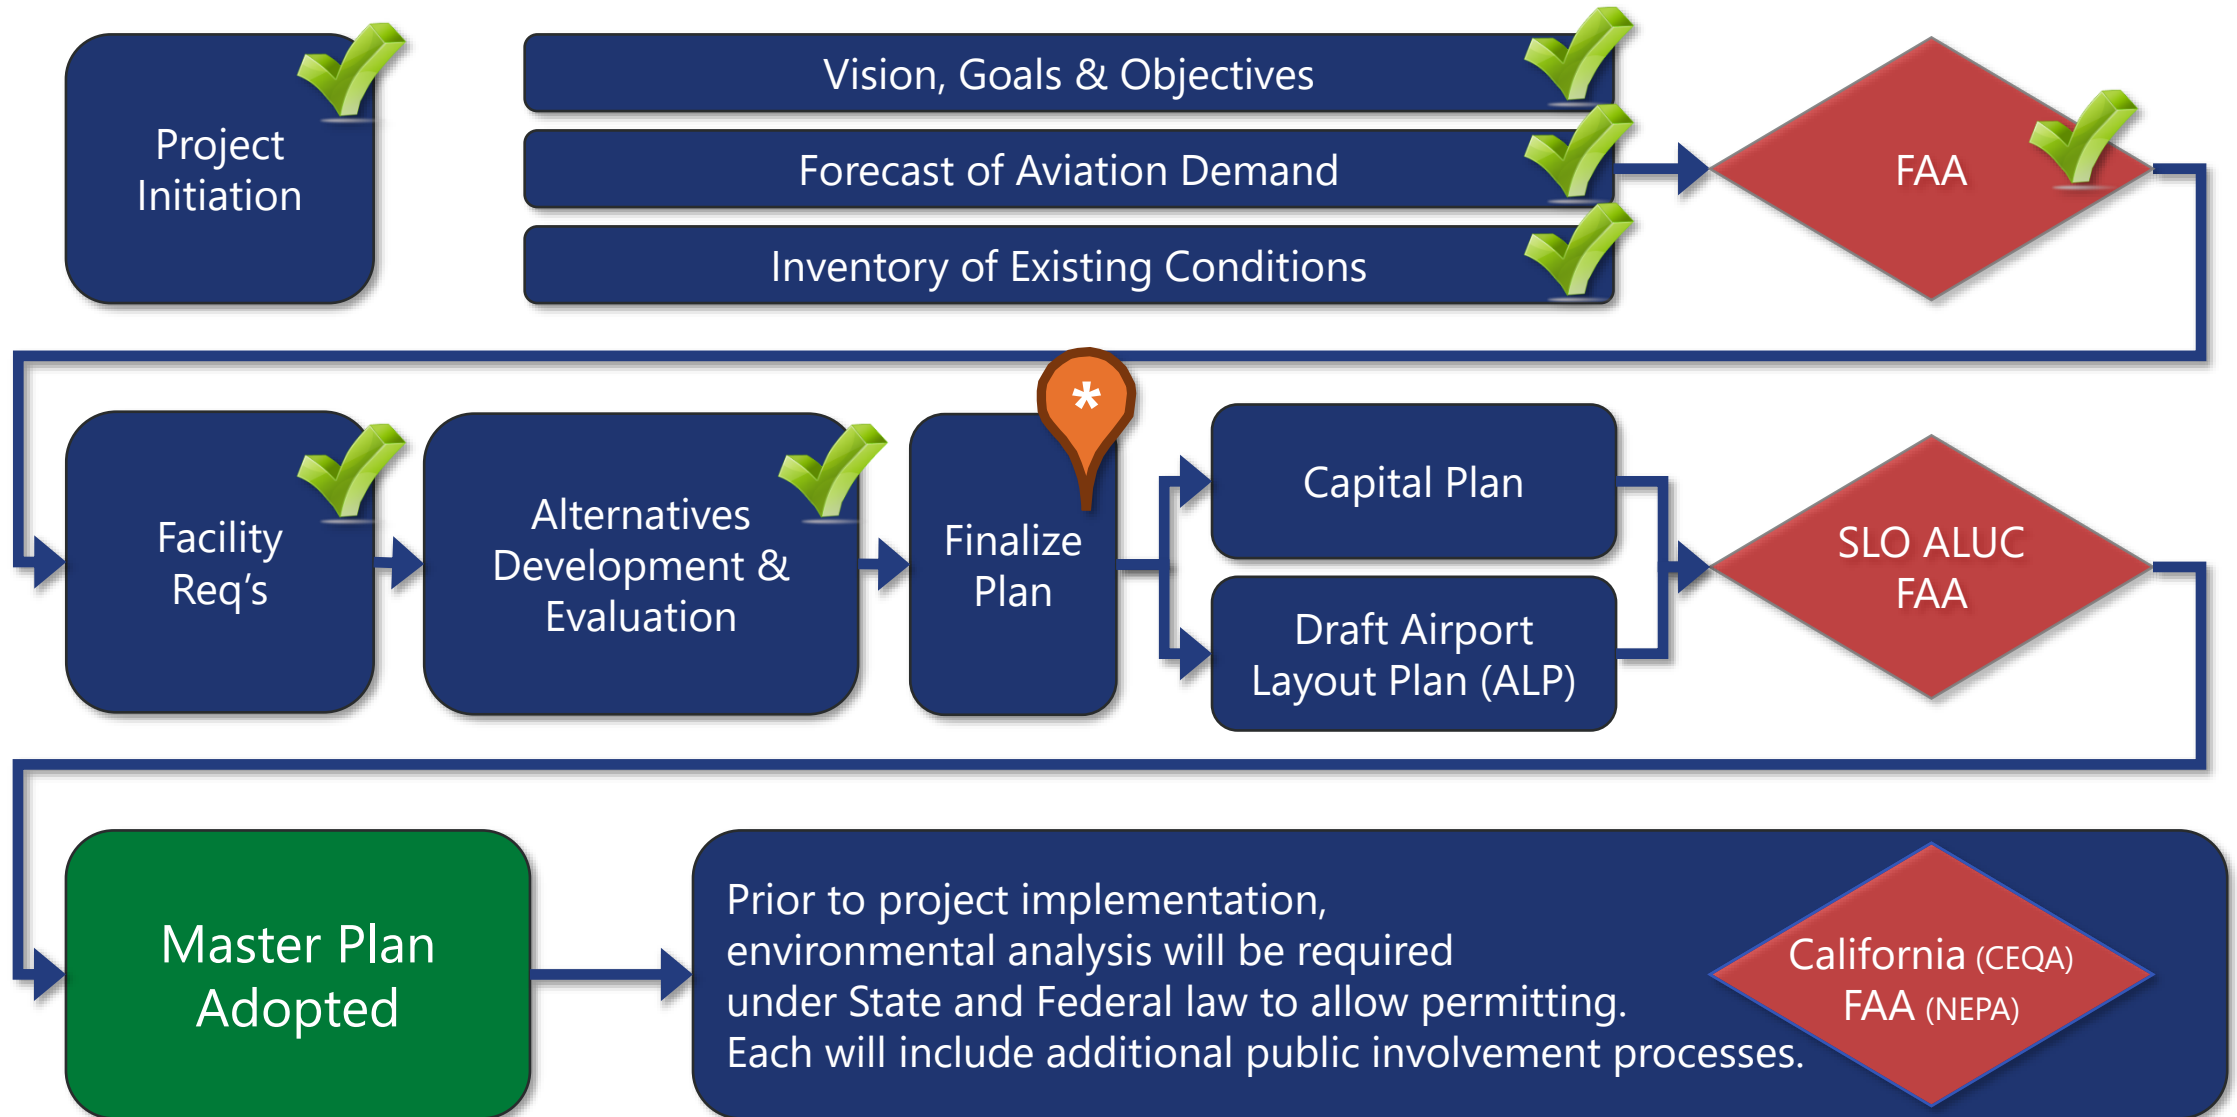 Project
Initiation
Vision, Goals & Objectives
Forecast of Aviation Demand
Inventory of Existing Conditions
FAA
Facility
Req’s
Alternatives
Development &
Evaluation
*
Finalize
Plan
Capital Plan
Draft Airport
Layout Plan (ALP)
SLO ALUC
FAA
Master Plan
Adopted
Prior to project implementation,
environmental analysis will be required
under State and Federal law to allow permitting.
Each will include additional public involvement processes.
California (CEQA)
FAA (NEPA)